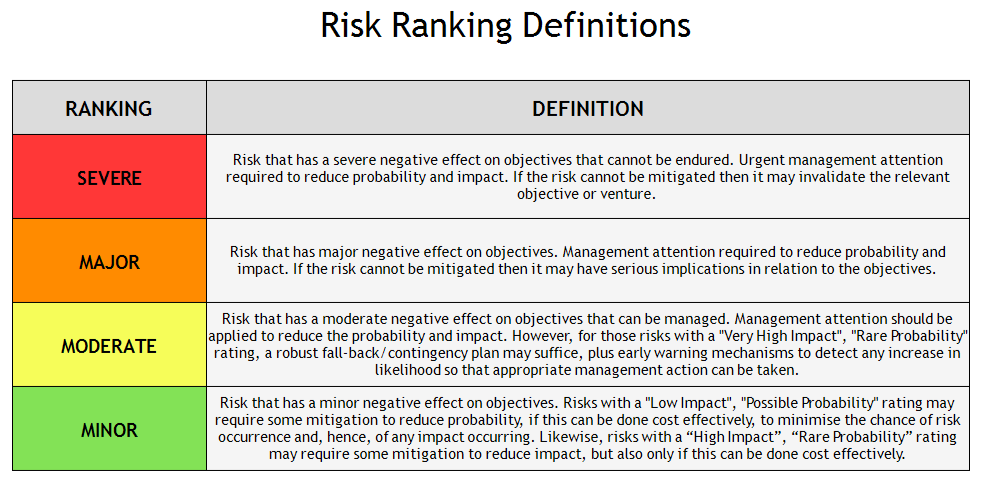 Risk Ranking Definitions
RANKING
DEFINITION
SEVERE
Risk that has a severe negative effect on objectives that cannot be endured. Urgent management attention
required to reduce probability and impact. If the risk cannot be mitigated then it may invalidate the relevant
objective or venture.
MAJOR
Risk that has major negative effect on objectives. Management attention required to reduce probability and
impact. If the risk cannot be mitigated then it may have serious implications in relation to the objectives.
MODERATE
Risk that has a moderate negative effect on objectives that can be managed. Management attention should be
applied to reduce the probability and impact. However, for those risks with a "Very High Impact", "Rare Probability"
rating, a robust fall-back/contingency plan may suffice, plus early warning mechanisms to detect any increase in
likelihood so that appropriate management action can be taken.
MINOR
Risk that has a minor negative effect on objectives. Risks with a "Low Impact", "Possible Probability" rating may
require some mitigation to reduce probability, if this can be done cost effectively, to minimise the chance of risk
occurrence and, hence, of any impact occurring. Likewise, risks with a “High Impact”, “Rare Probability” rating
may require some mitigation to reduce impact, but also only if this can be done cost effectively.